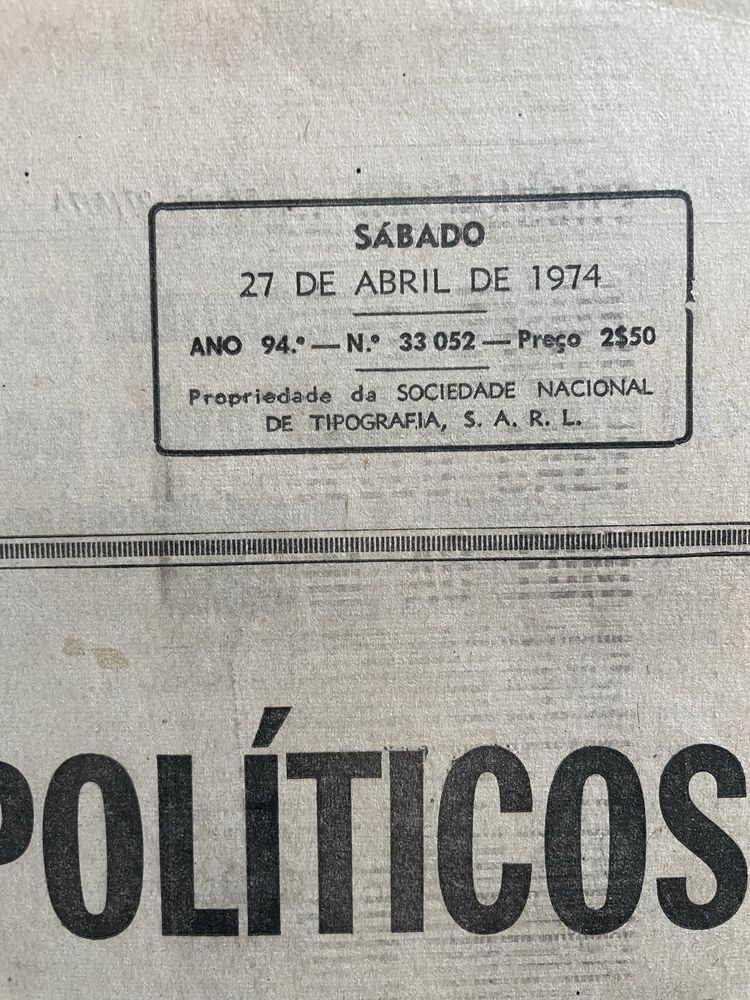 SÁBADO
27 DE ABRIL DE 1974
ANO 94.º — N.º 33 052 — Preço 2$50
Propriedade da SOCIEDADE NACIONAL
DE TIPOGRAFIA, S. A. R. L.
POLÍTICOS